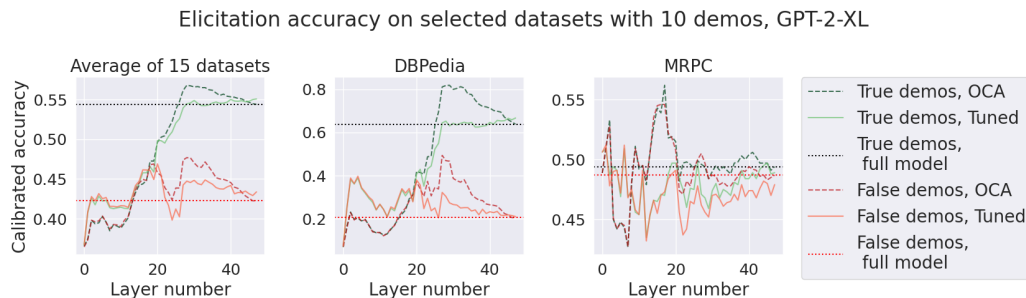 Elicitation accuracy on selected datasets with 10 demos, GPT-2-XL
Average of 15 datasets
DBPedia
MRPC
Calibrated accuracy
0.55
0.50
0.45
0.40
0 20 40
Layer number
0.8
0.6
0.4
0.2
0 20 40
Layer number
0.55
0.50
0.45
0 20 40
Layer number
True demos, OCA
True demos, Tuned
True demos,
full model
False demos, OCA
False demos, Tuned
False demos,
full model